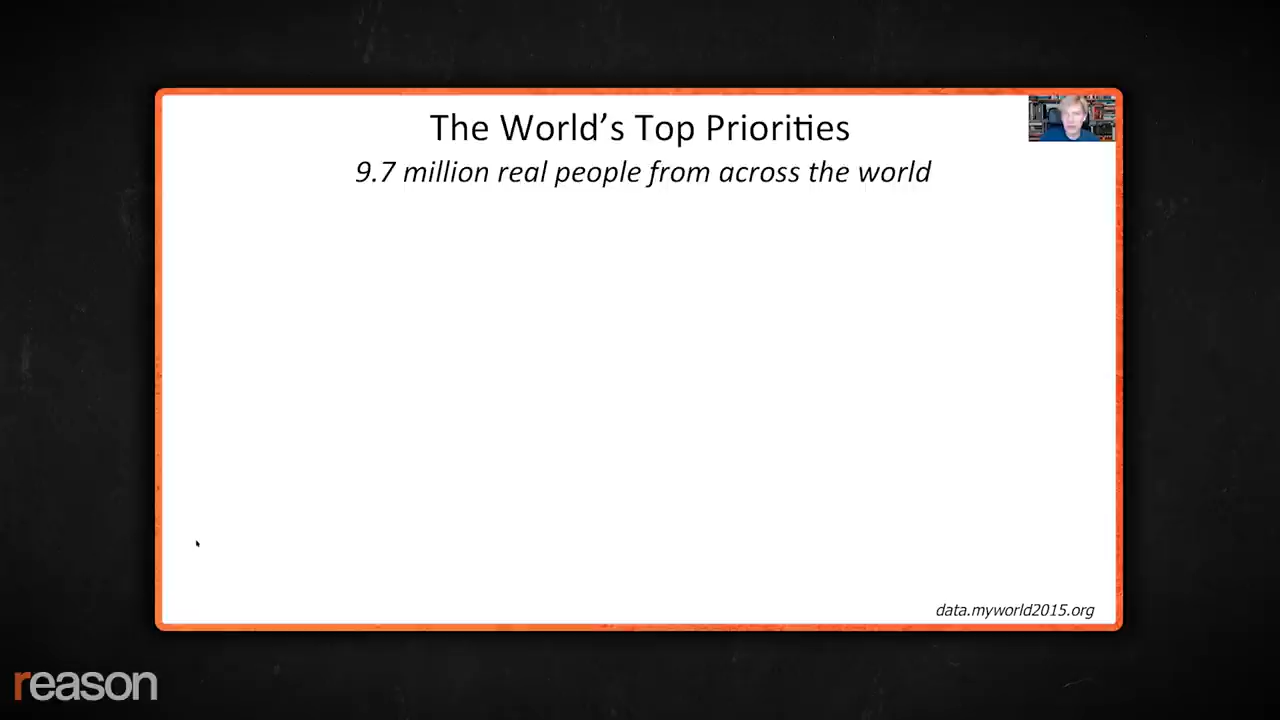 The World's Top Priorities
9.7 million real people from across the world
data.myworld2015.org
reason